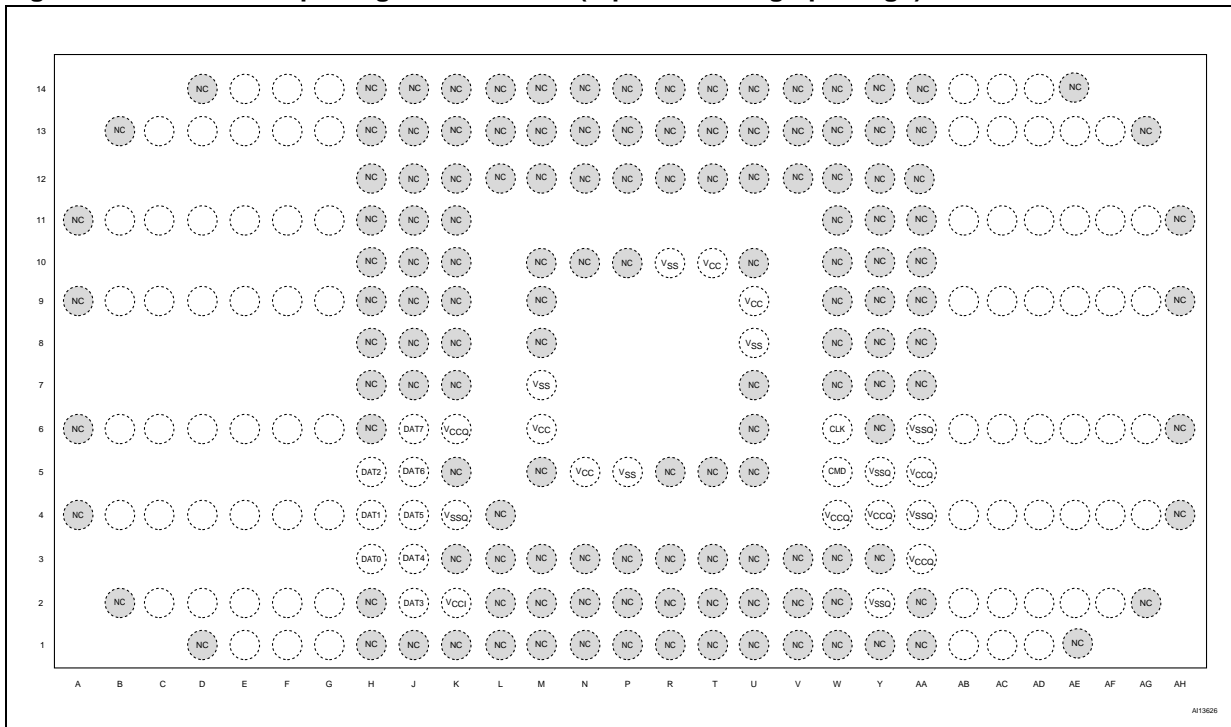 14 NC NC NC NC NC NC NC NC NC NC NC NC NC NC NC NC
13 NC NC NC NC NC NC NC NC NC NC NC NC NC NC NC NC
12 NC NC NC NC NC NC NC NC NC NC NC NC NC NC
11 NC NC NC NC NC NC NC NC
10 NC NC NC NC NC NC VSS VCC NC NC NC NC
9 NC NC NC NC NC VCC NC NC NC NC
8 NC NC NC NC VSS NC NC NC
7 NC NC NC VSS NC NC NC NC
6 NC NC DAT7 VCCQ VCC NC CLK NC VSSQ NC
5 DAT2 DAT6 NC NC VCC VSS NC NC NC CMD VSSQ VCCQ
4 NC DAT1 DAT5 VSSQ NC VCCQ VCCQ VSSQ NC
3 DAT0 DAT4 NC NC NC NC NC NC NC NC NC NC NC VCCQ
2 NC NC DAT3 VCCI NC NC NC NC NC NC NC NC NC VSSQ NC NC
1 NC NC NC NC NC NC NC NC NC NC NC NC NC NC NC NC
A B C D E F G H J K L M N P R T U V W Y AA AB AC AD AE AF AG AH
AI13626